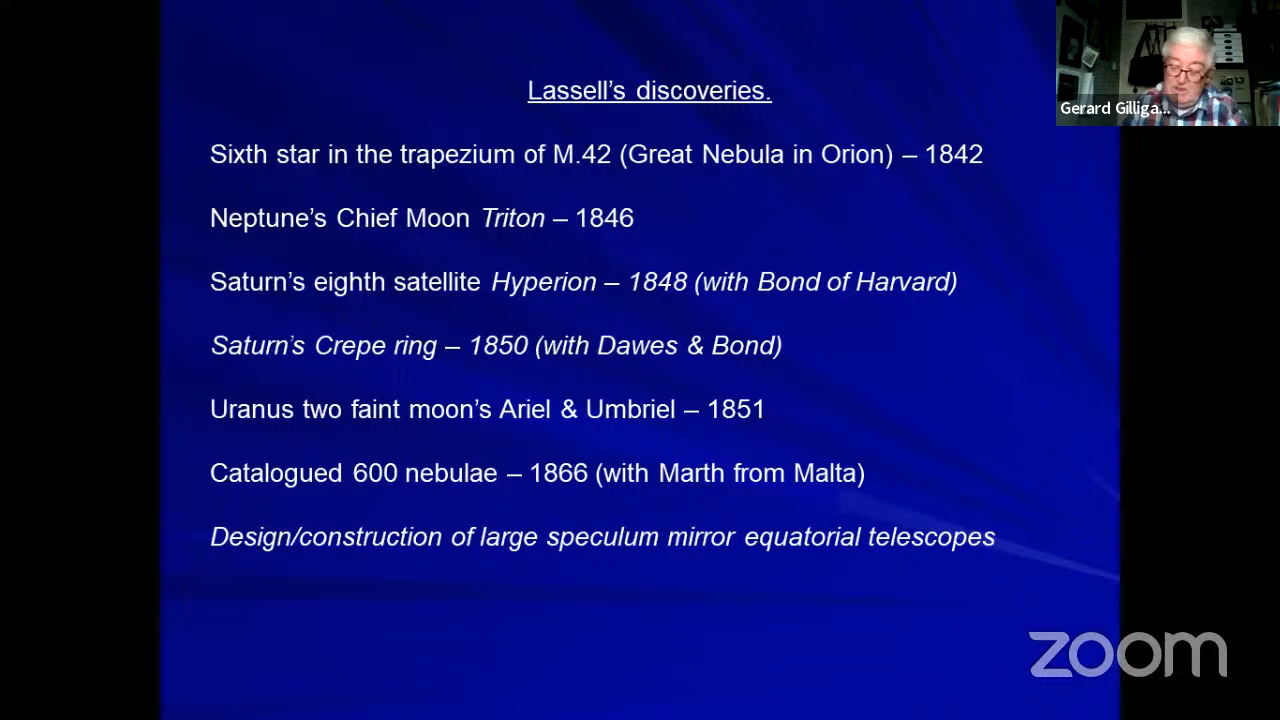 Lassell’s discoveries.
Gerard Gilliga...
Sixth star in the trapezium of M.42 (Great Nebula in Orion) – 1842
Neptune’s Chief Moon Triton – 1846
Saturn’s eighth satellite Hyperion – 1848 (with Bond of Harvard)
Saturn’s Crepe ring – 1850 (with Dawes & Bond)
Uranus two faint moon’s Ariel & Umbriel – 1851
Catalogued 600 nebulae – 1866 (with Marth from Malta)
Design/construction of large speculum mirror equatorial telescopes
zoom